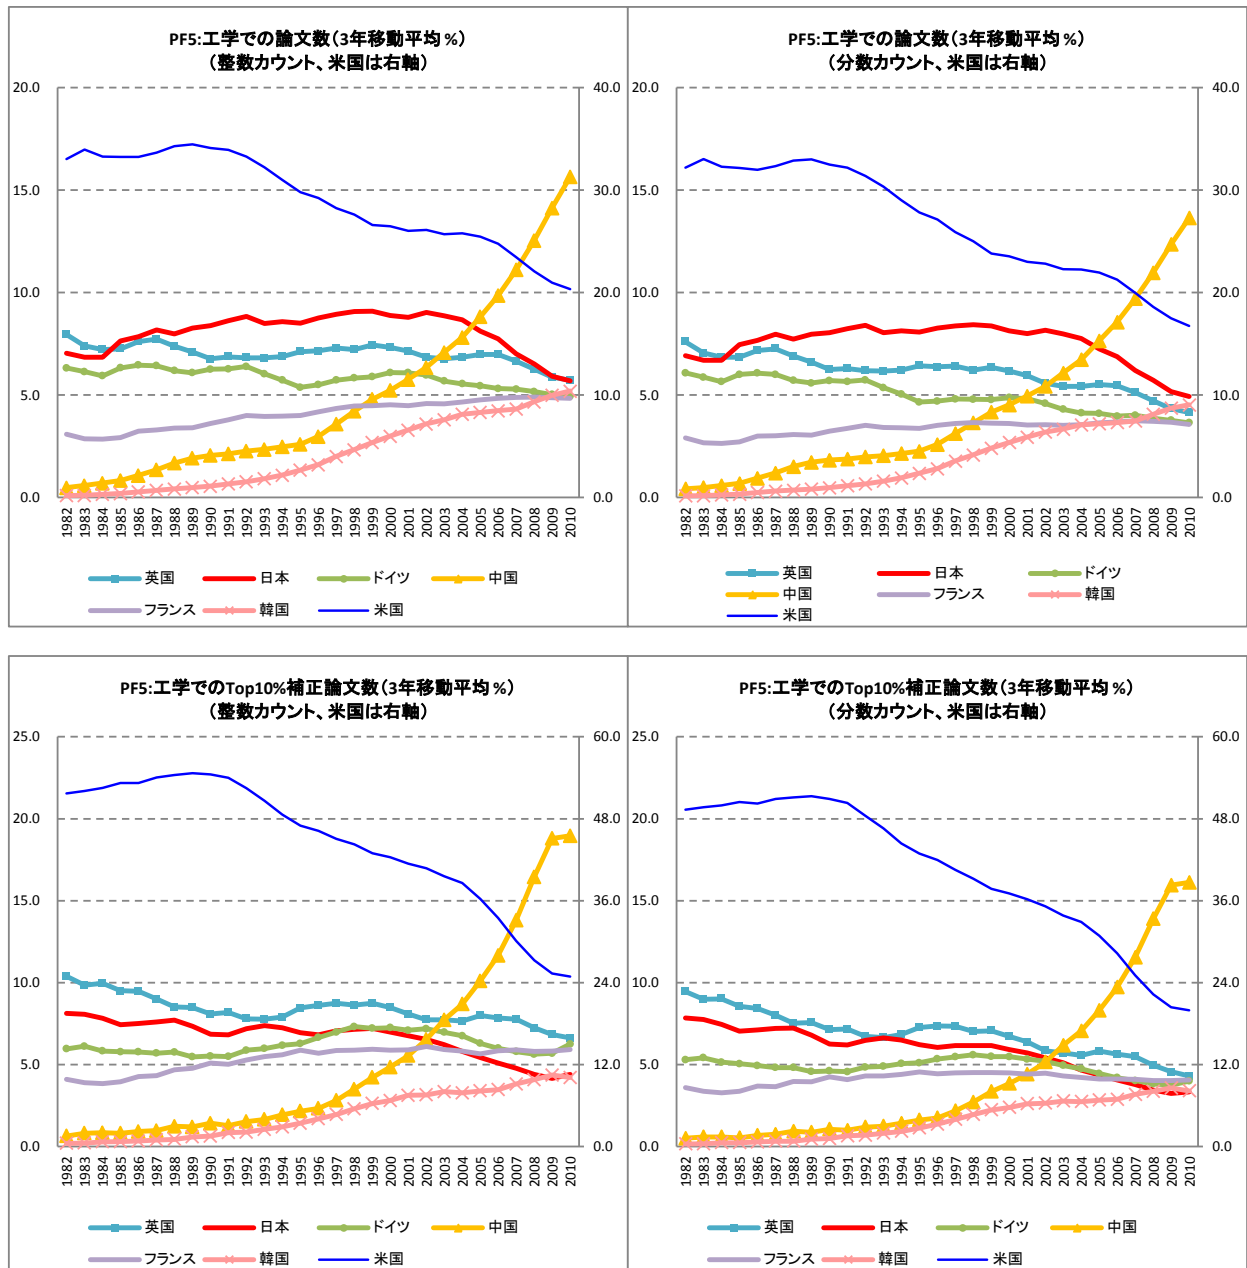 PF5:工学での論文数(3年移動平均%)
(整数カウント、米国は右軸)
20.0
15.0
10.0
5.0
0.0
40.0
30.0
20.0
10.0
0.0
1982 1983 1984 1985 1986 1987 1988 1989 1990 1991 1992 1993 1994 1995 1996 1997 1998 1999 2000 2001 2002 2003 2004 2005 2006 2007 2008 2009 2010
英国 日本 ドイツ 中国
フランス 韓国 米国
PF5:工学での論文数(3年移動平均%)
(分数カウント、米国は右軸)
20.0
15.0
10.0
5.0
0.0
40.0
30.0
20.0
10.0
0.0
1982 1983 1984 1985 1986 1987 1988 1989 1990 1991 1992 1993 1994 1995 1996 1997 1998 1999 2000 2001 2002 2003 2004 2005 2006 2007 2008 2009 2010
英国 日本 ドイツ
中国 フランス 韓国
米国
PF5:工学でのTop10%補正論文数(3年移動平均%)
(整数カウント、米国は右軸)
25.0
20.0
15.0
10.0
5.0
0.0
60.0
48.0
36.0
24.0
12.0
0.0
1982 1983 1984 1985 1986 1987 1988 1989 1990 1991 1992 1993 1994 1995 1996 1997 1998 1999 2000 2001 2002 2003 2004 2005 2006 2007 2008 2009 2010
英国 日本 ドイツ 中国
フランス 韓国 米国
PF5:工学でのTop10%補正論文数(3年移動平均%)
(分数カウント、米国は右軸)
25.0
20.0
15.0
10.0
5.0
0.0
60.0
48.0
36.0
24.0
12.0
0.0
1982 1983 1984 1985 1986 1987 1988 1989 1990 1991 1992 1993 1994 1995 1996 1997 1998 1999 2000 2001 2002 2003 2004 2005 2006 2007 2008 2009 2010
英国 日本 ドイツ 中国
フランス 韓国 米国